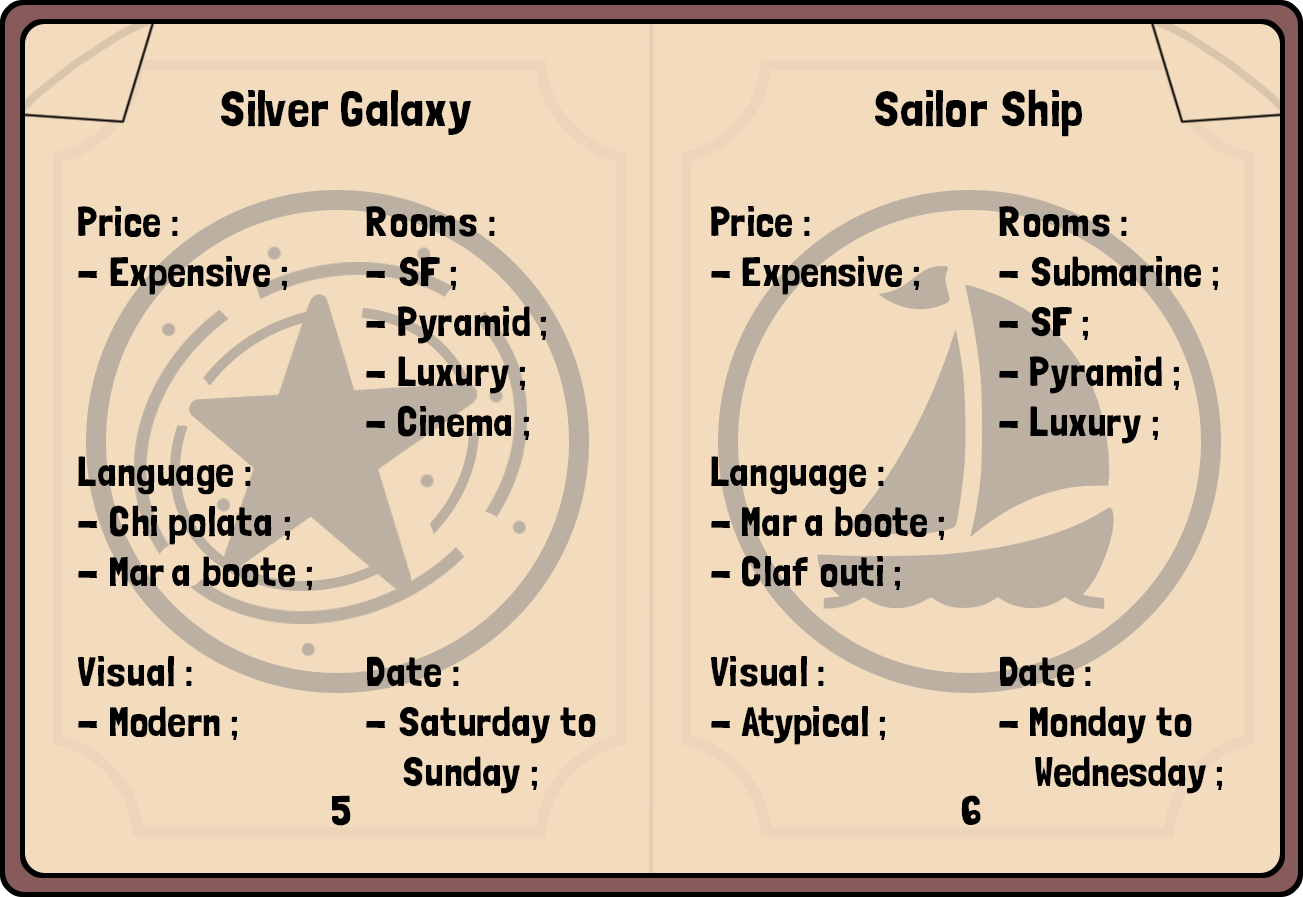 Silver Galaxy
Price :
– Expensive ;
Rooms :
– SF ;
– Pyramid ;
– Luxury ;
– Cinema ;
Language :
– Chi polata ;
– Mar a boote ;
Visual :
– Modern ;
Date :
– Saturday to
Sunday ;
5
Sailor Ship
Price :
– Expensive ;
Rooms :
– Submarine ;
– SF ;
– Pyramid ;
– Luxury ;
Language :
– Mar a boote ;
– Claf outi ;
Visual :
– Atypical ;
Date :
– Monday to
Wednesday ;
6